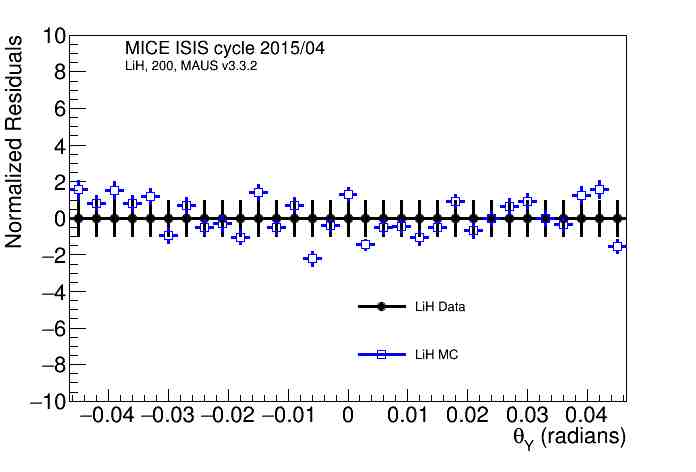 MICE ISIS cycle 2015/04
LiH, 200, MAUS v3.3.2
Normalized Residuals
10
8
6
4
2
0
−2
−4
−6
−8
−10
LiH Data
LiH MC
−0.04 −0.03 −0.02 −0.01 0 0.01 0.02 0.03 0.04
θY (radians)